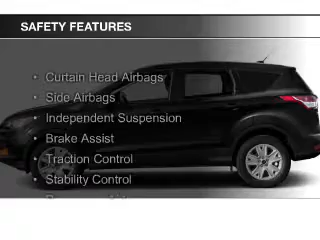 SAFETY FEATURES
• Curtain Head Airbags
• Side Airbags
• Independent Suspension
• Brake Assist
• Traction Control
• Stability Control